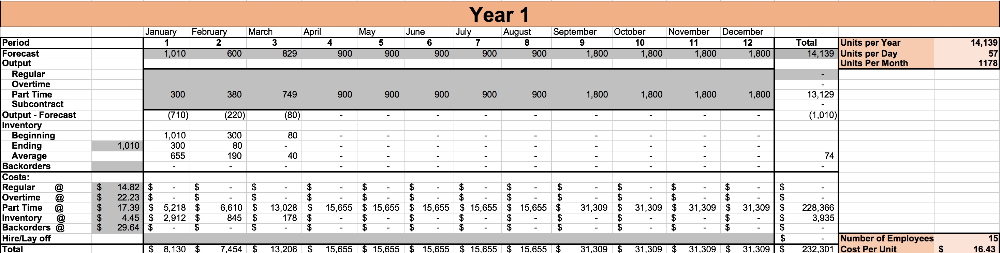 Year 1
January February March April May June July August September October November December
Period 1 2 3 4 5 6 7 8 9 10 11 12 Total Units per Year 14,139
Forecast 1,010 600 829 900 900 900 900 900 1,800 1,800 1,800 1,800 14,139 Units per Day 57
Output Units Per Month 1178
Regular -
Overtime -
Part Time 300 380 749 900 900 900 900 900 1,800 1,800 1,800 1,800 13,129
Subcontract -
Output - Forecast (710) (220) (80) - - - - - - - - - (1,010)
Inventory
Beginning 1,010 300 80 - - - - - - - - -
Ending 1,010 300 80 - - - - - - - - - -
Average 655 190 40 - - - - - - - - - 74
Backorders - - - - - - - - - - - - -
Costs:
Regular @ $ 14.82 $ - $ - $ - $ - $ - $ - $ - $ - $ - $ - $ - $ - $ -
Overtime @ $ 22.23 $ - $ - $ - $ - $ - $ - $ - $ - $ - $ - $ - $ - $ -
Part Time @ $ 17.39 $ 5,218 $ 6,610 $ 13,028 $ 15,655 $ 15,655 $ 15,655 $ 15,655 $ 15,655 $ 31,309 $ 31,309 $ 31,309 $ 31,309 $ 228,366
Inventory @ $ 4.45 $ 2,912 $ 845 $ 178 $ - $ - $ - $ - $ - $ - $ - $ - $ - $ 3,935
Backorders @ $ 29.64 $ - $ - $ - $ - $ - $ - $ - $ - $ - $ - $ - $ - $ -
Hire/Lay off $ - Number of Employees 15
Total $ 8,130 $ 7,454 $ 13,206 $ 15,655 $ 15,655 $ 15,655 $ 15,655 $ 15,655 $ 31,309 $ 31,309 $ 31,309 $ 31,309 $ 232,301 Cost Per Unit $ 16.43